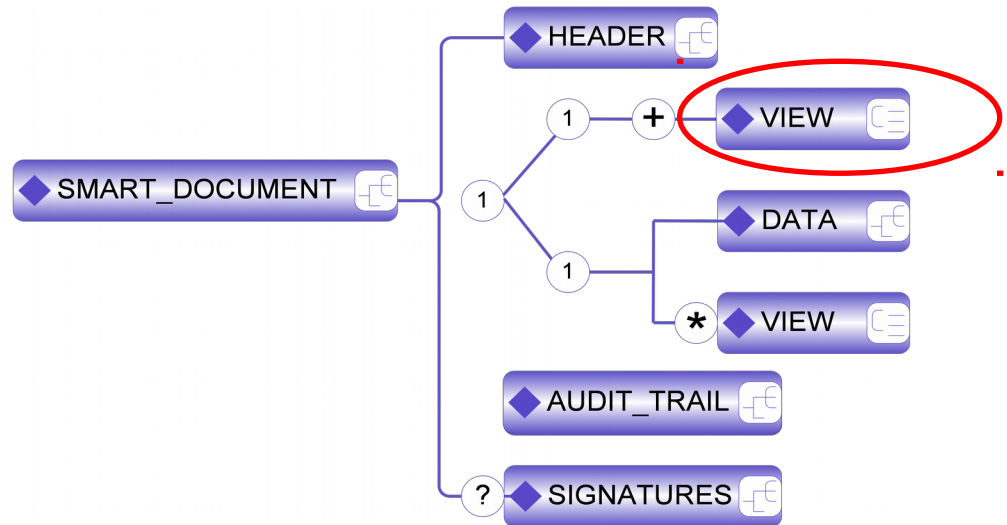 HEADER
1 + VIEW
SMART_DOCUMENT
1
DATA
1
* VIEW
AUDIT_TRAIL
? SIGNATURES